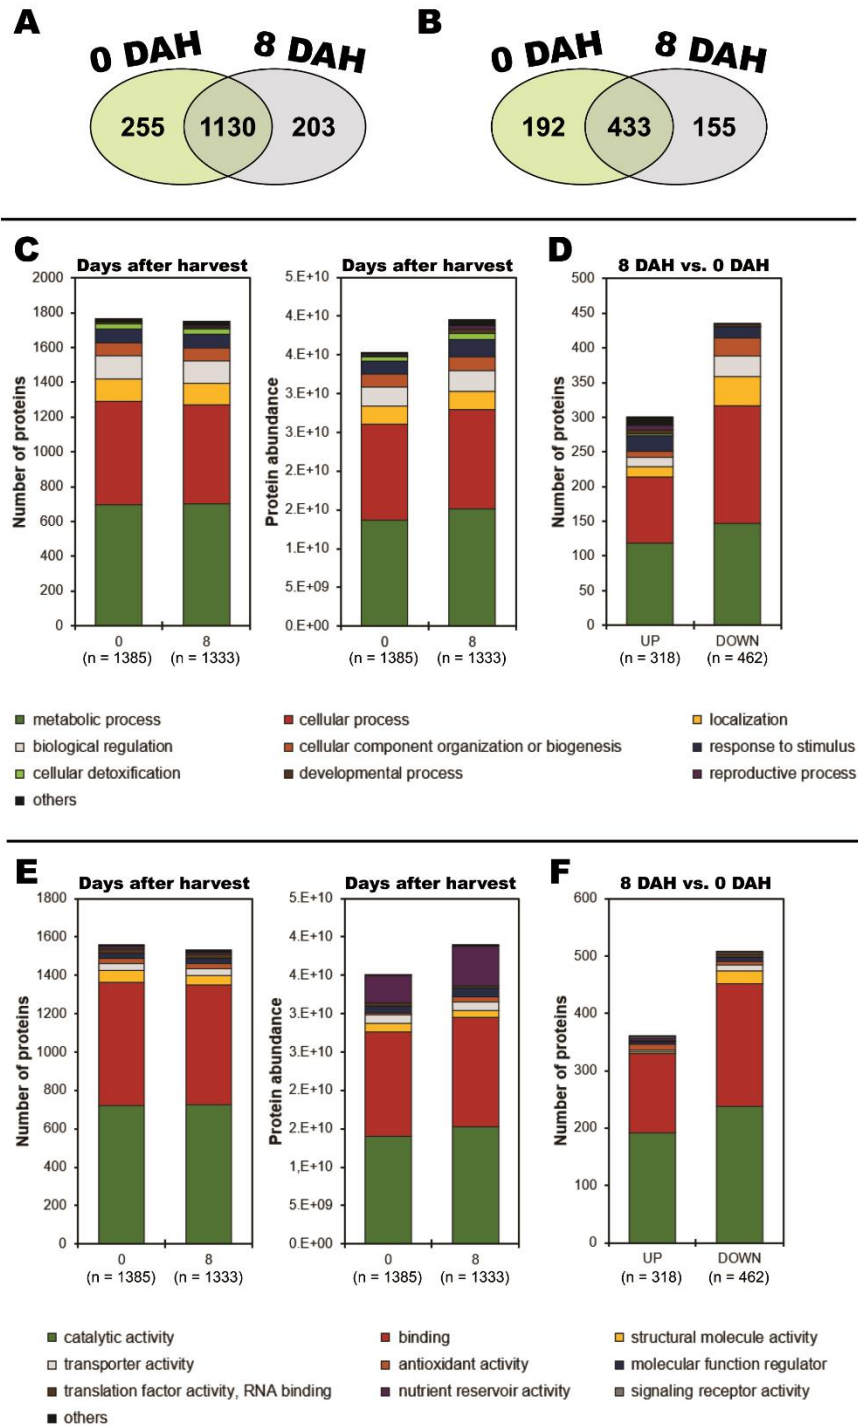 A
B
0 DAH 8 DAH
0 DAH 8 DAH
255 1130 203
192 433 155
C
D
Days after harvest
Days after harvest
8 DAH vs. 0 DAH
Number of proteins
2000
1800
1600
1400
1200
1000
800
600
400
200
0
0 8
(n = 1385) (n = 1333)
Protein abundance
5.E+10
4.E+10
4.E+10
3.E+10
3.E+10
2.E+10
2.E+10
1.E+10
5.E+09
0.E+00
0 8
(n = 1385) (n = 1333)
Number of proteins
500
450
400
350
300
250
200
150
100
50
0
UP DOWN
(n = 318) (n = 462)
metabolic process cellular process localization
biological regulation cellular component organization or biogenesis response to stimulus
cellular detoxification developmental process reproductive process
others
E
F
Days after harvest
Days after harvest
8 DAH vs. 0 DAH
Number of proteins
1800
1600
1400
1200
1000
800
600
400
200
0
0 8
(n = 1385) (n = 1333)
Protein abundance
5.E+10
4.E+10
4.E+10
3.E+10
3.E+10
2.E+10
2.E+10
1,E+10
5.E+09
0.E+00
0 8
(n = 1385) (n = 1333)
Number of proteins
600
500
400
300
200
100
0
UP DOWN
(n = 318) (n = 462)
catalytic activity binding structural molecule activity
transporter activity antioxidant activity molecular function regulator
translation factor activity, RNA binding nutrient reservoir activity signaling receptor activity
others